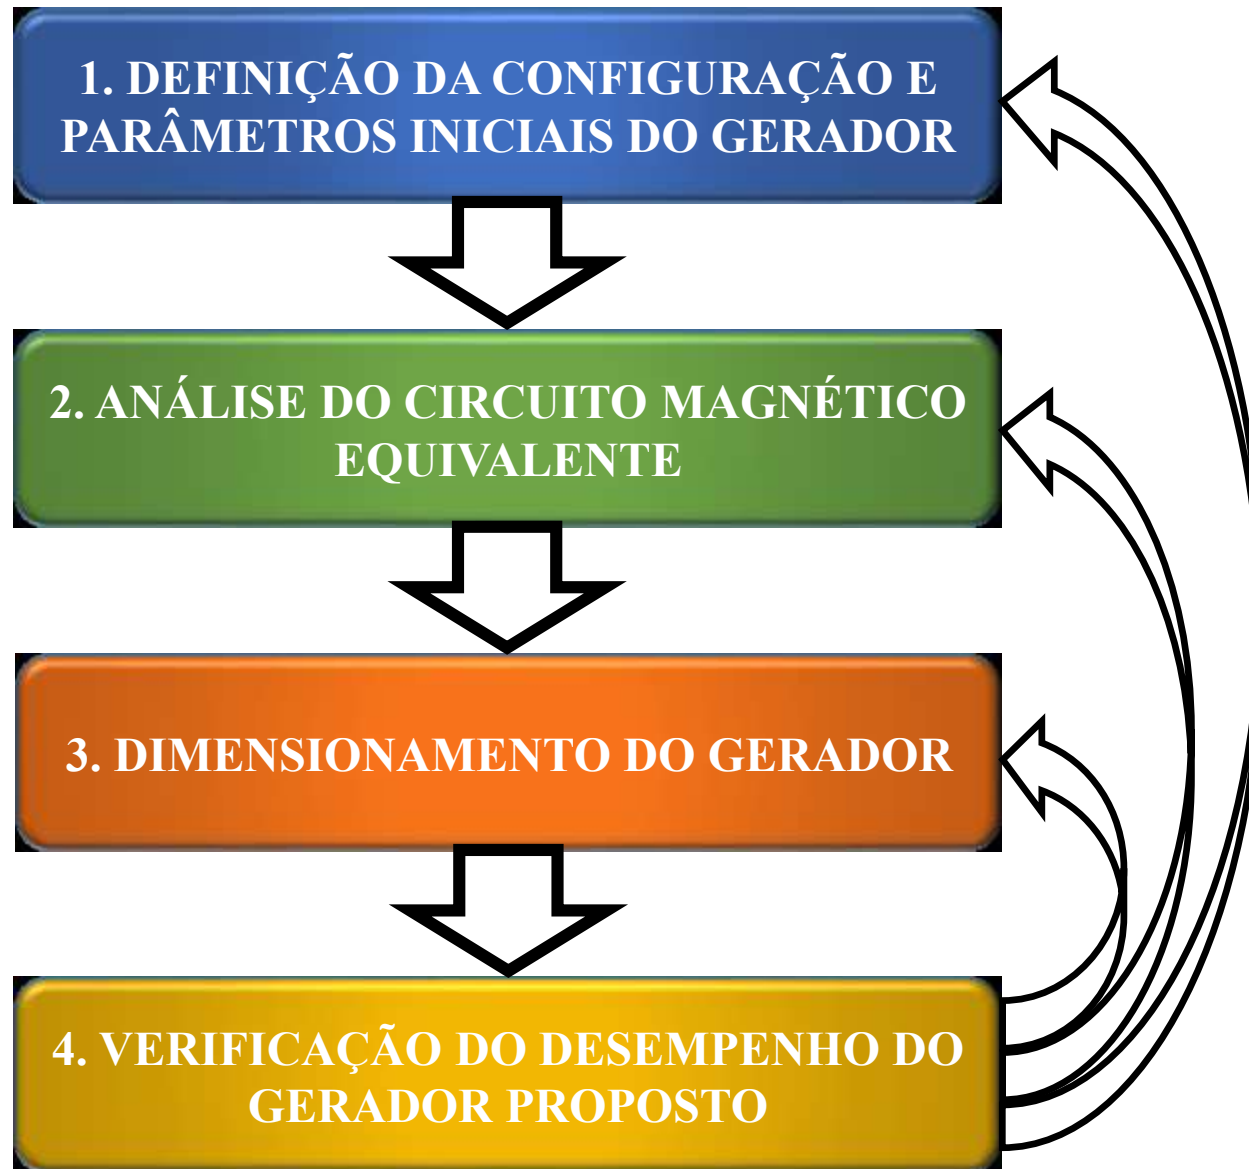 1. DEFINIÇÃO DA CONFIGURAÇÃO E
PARÂMETROS INICIAIS DO GERADOR
2. ANÁLISE DO CIRCUITO MAGNÉTICO
EQUIVALENTE
3. DIMENSIONAMENTO DO GERADOR
4. VERIFICAÇÃO DO DESEMPENHO DO
GERADOR PROPOSTO